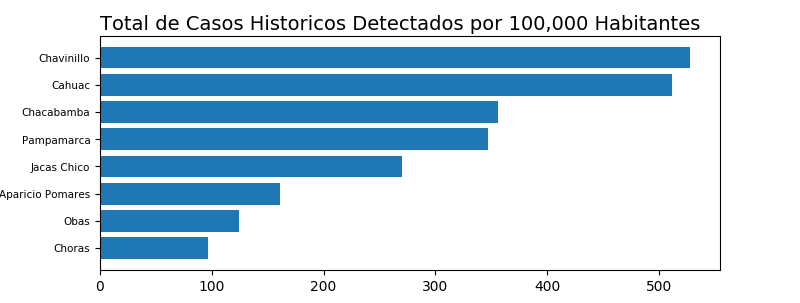 Total de Casos Historicos Detectados por 100,000 Habitantes
Chavinillo
Cahuac
Chacabamba
Pampamarca
Jacas Chico
Aparicio Pomares
Obas
Choras
0 100 200 300 400 500